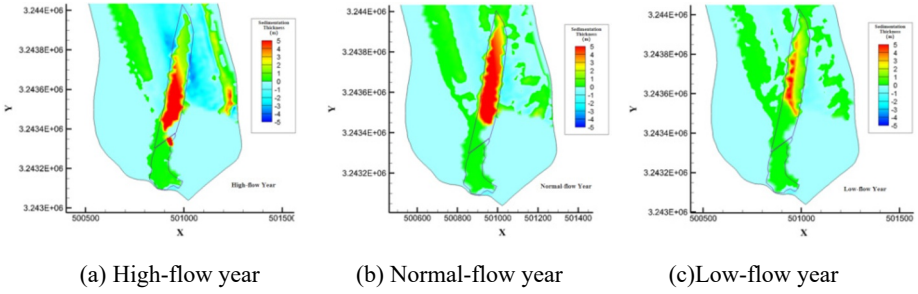 3.244E+06
3.2438E+06
3.2436E+06
3.2434E+06
3.2432E+06
3.243E+06
Y
500500
501000
501500
X
Sedimentation
Thickness
(m)
5
4
3
2
1
0
-1
-2
-3
-4
-5
High-flow Year
3.244E+06
3.2438E+06
3.2436E+06
3.2434E+06
3.2432E+06
3.243E+06
Y
500600
500800
501000
501200
501400
X
Sedimentation
Thickness
(m)
5
4
3
2
1
0
-1
-2
-3
-4
-5
Normal-flow Year
3.244E+06
3.2438E+06
3.2436E+06
3.2434E+06
3.2432E+06
3.243E+06
Y
500500
501000
501500
X
Sedimentation
Thickness
(m)
5
4
3
2
1
0
-1
-2
-3
-4
-5
Low-flow Year
(a) High-flow year
(b) Normal-flow year
(c)Low-flow year